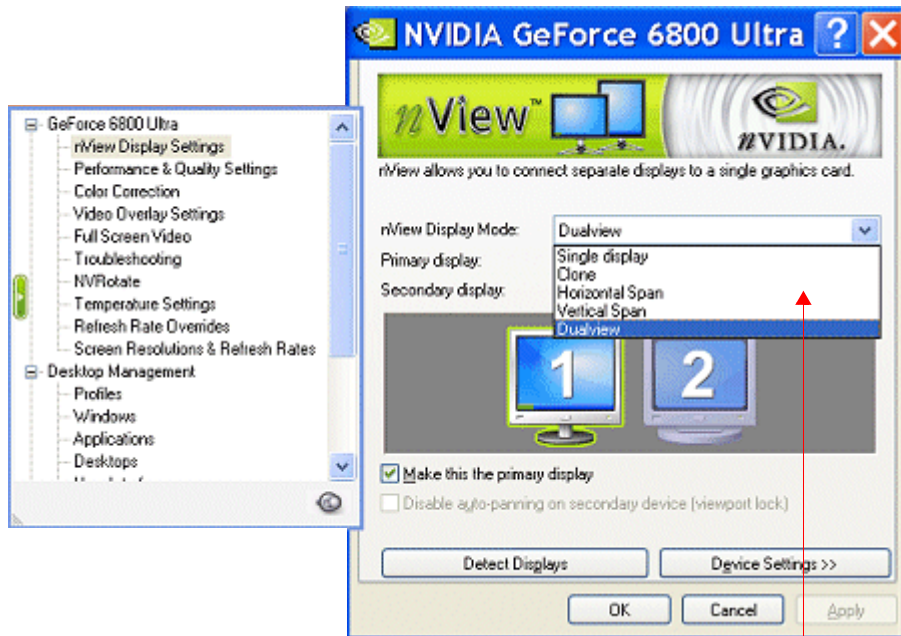 NVIDIA GeForce 6800 Ultra
nView™
NVIDIA.
nView allows you to connect separate displays to a single graphics card.
nView Display Mode:
Dualview
Single display
Clone
Horizontal Span
Vertical Span
Dualview
Primary display:
Secondary display:
1
2
Make this the primary display
Disable auto-panning on secondary device (viewport lock)
Detect Displays
Device Settings >>
OK
Cancel
Apply
GeForce 6800 Ultra
nView Display Settings
Performance & Quality Settings
Color Correction
Video Overlay Settings
Full Screen Video
Troubleshooting
NVRotate
Temperature Settings
Refresh Rate Overrides
Screen Resolutions & Refresh Rates
Desktop Management
Profiles
Windows
Applications
Desktops